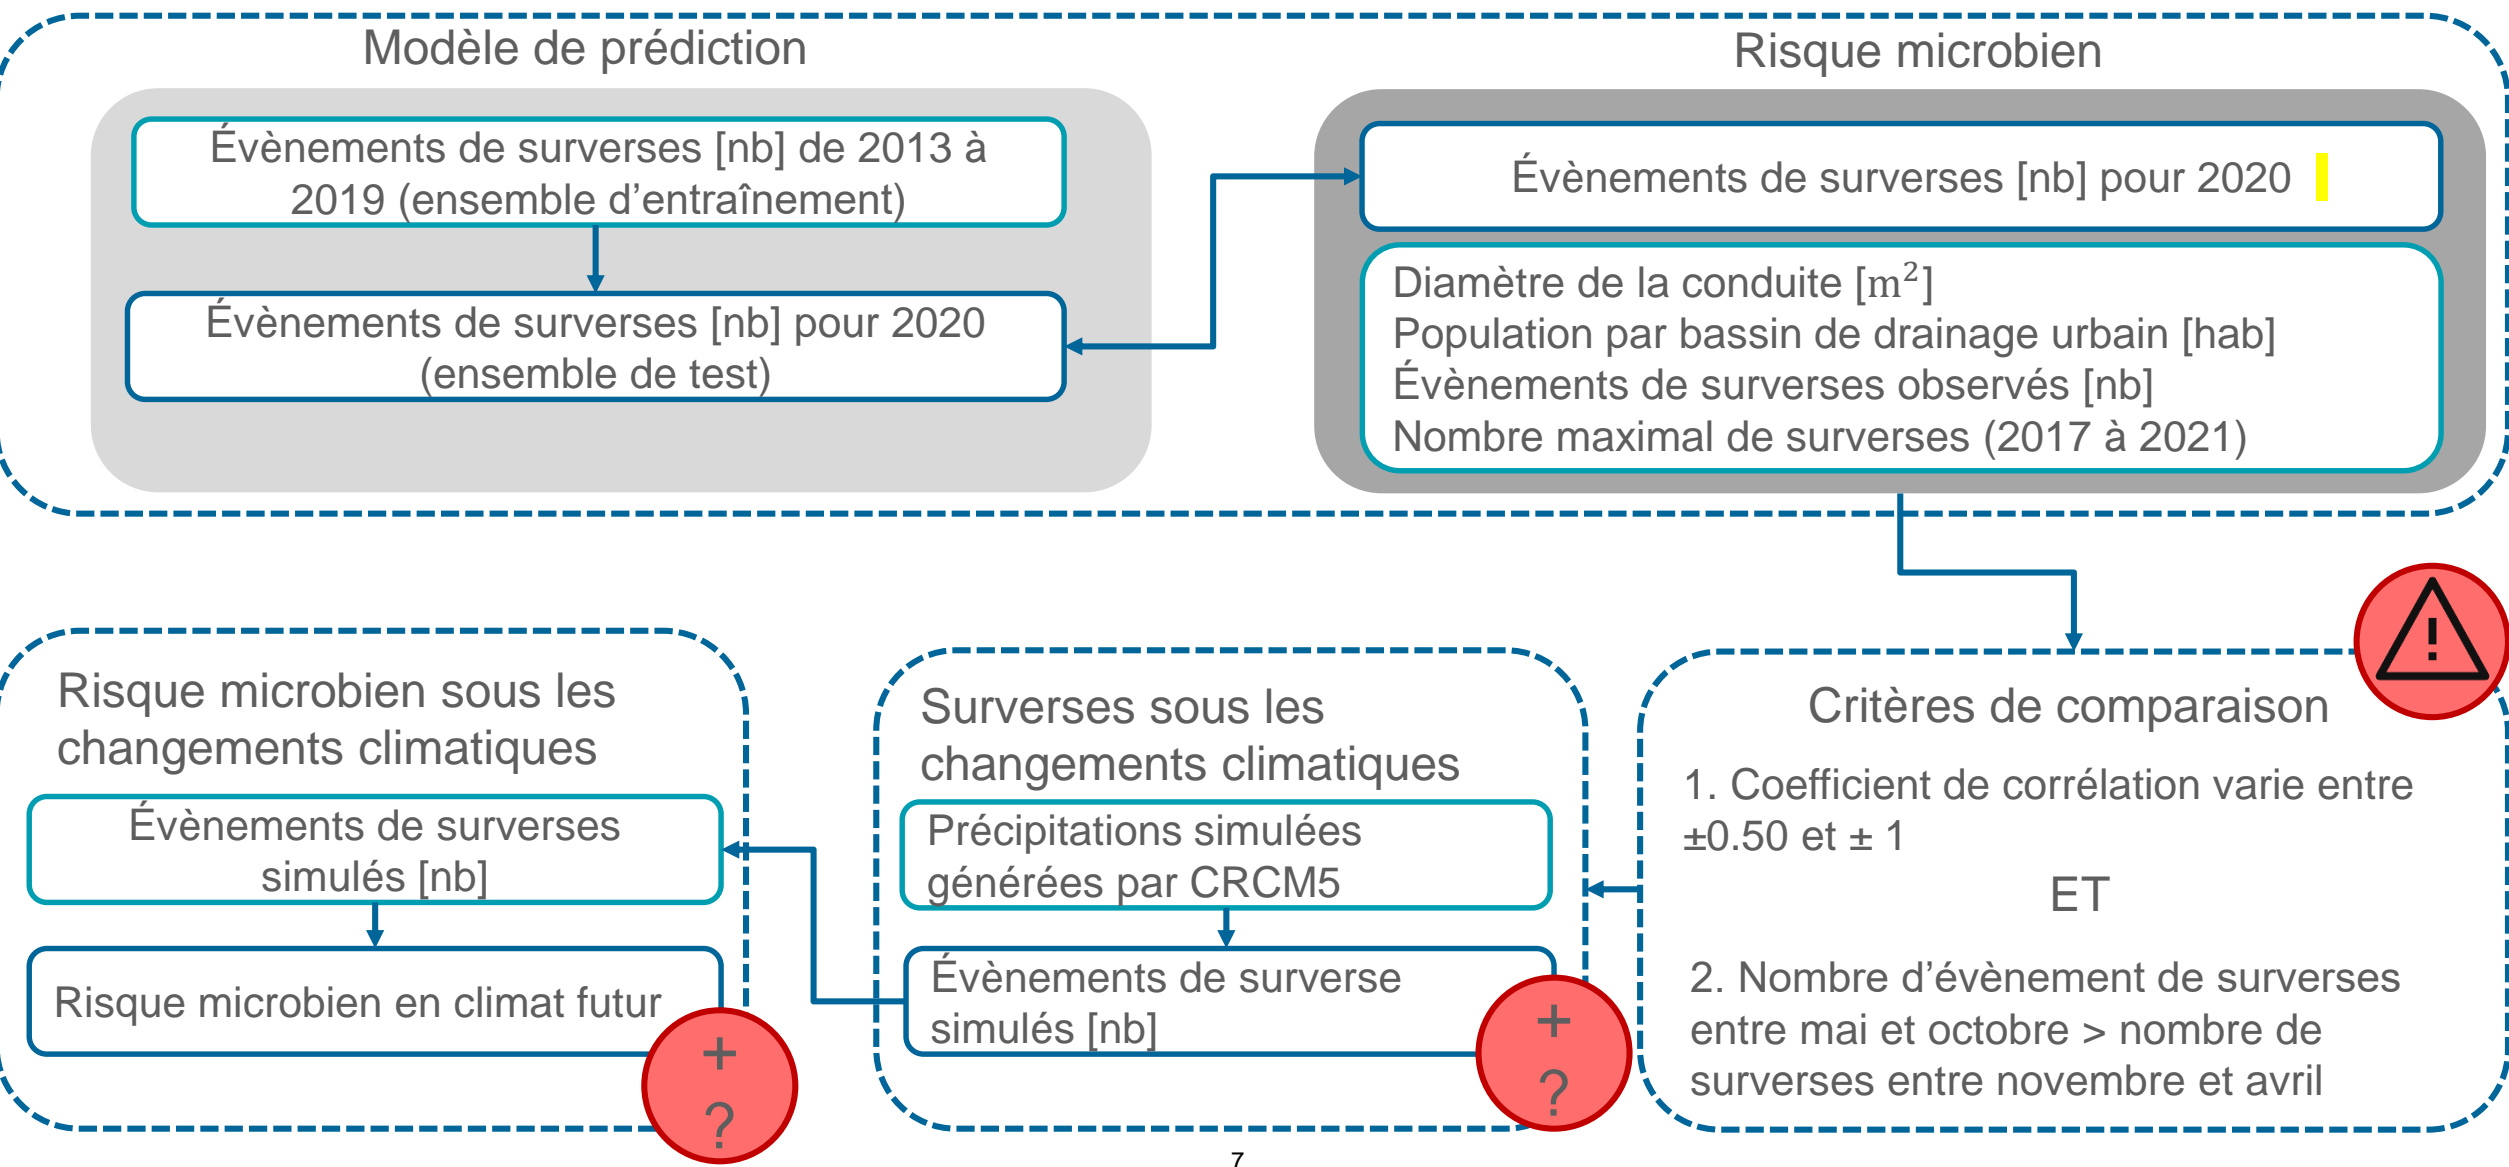 Modèle de prédiction
Évènements de surverses [nb] de 2013 à
2019 (ensemble d'entraînement)
Évènements de surverses [nb] pour 2020
(ensemble de test)
Risque microbien
Évènements de surverses [nb] pour 2020
Diamètre de la conduite [m²]
Population par bassin de drainage urbain [hab]
Évènements de surverses observés [nb]
Nombre maximal de surverses (2017 à 2021)
Risque microbien sous les
changements climatiques
Évènements de surverses
simulés [nb]
Risque microbien en climat futur
+
?
Surverses sous les
changements climatiques
Précipitations simulées
générées par CRCM5
Évènements de surverse
simulés [nb]
+
?
!
Critères de comparaison
1. Coefficient de corrélation varie entre
±0.50 et ± 1
ET
2. Nombre d'évènement de surverses
entre mai et octobre > nombre de
surverses entre novembre et avril
7